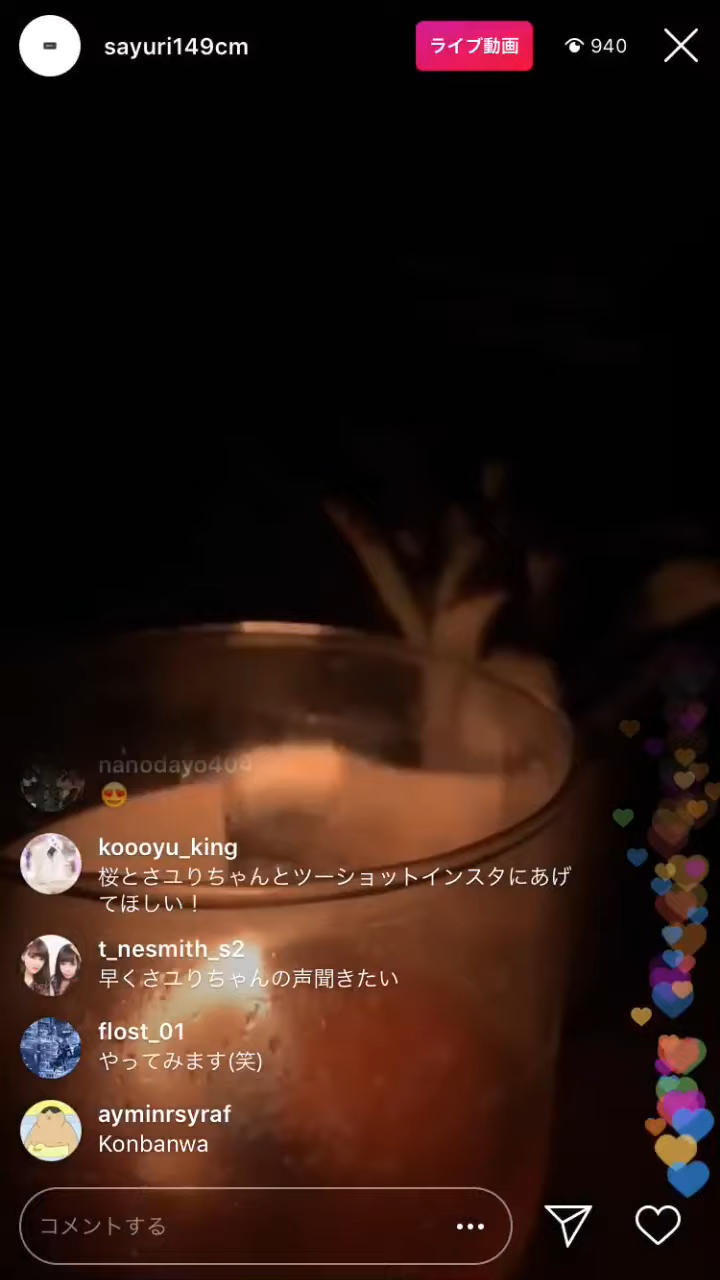 sayuri149cm
ライブ動画
940
nanodayo404
😍
koooyu_king
桜とさユりちゃんとツーショットインスタにあげ
てほしい！
t_nesmith_s2
早くさユりちゃんの声聞きたい
flost_01
やってみます(笑)
ayminrsyraf
Konbanwa
コメントする